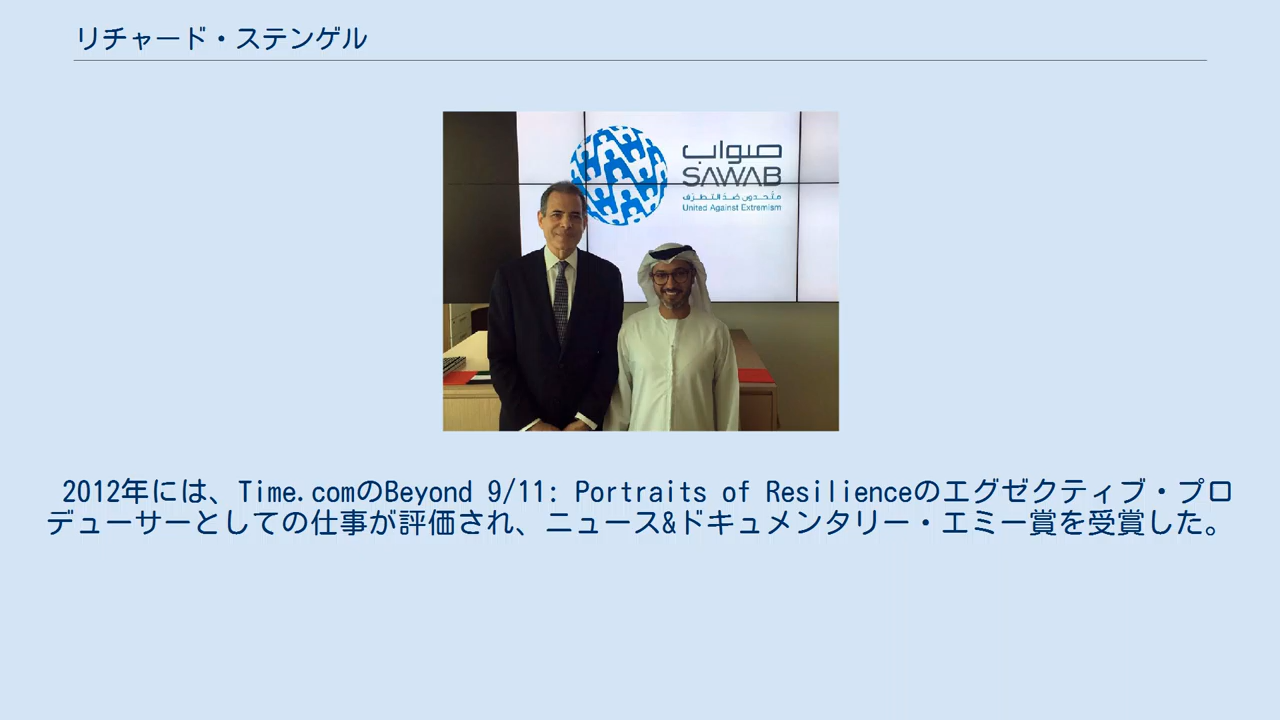 リチャード・ステンゲル
صواب
SAWAB
متّحدون ضدّ التطرّف
United Against Extremism
2012年には、Time.comのBeyond 9/11: Portraits of Resilienceのエグゼクティブ・プロ
デューサーとしての仕事が評価され、ニュース&ドキュメンタリー・エミー賞を受賞した。